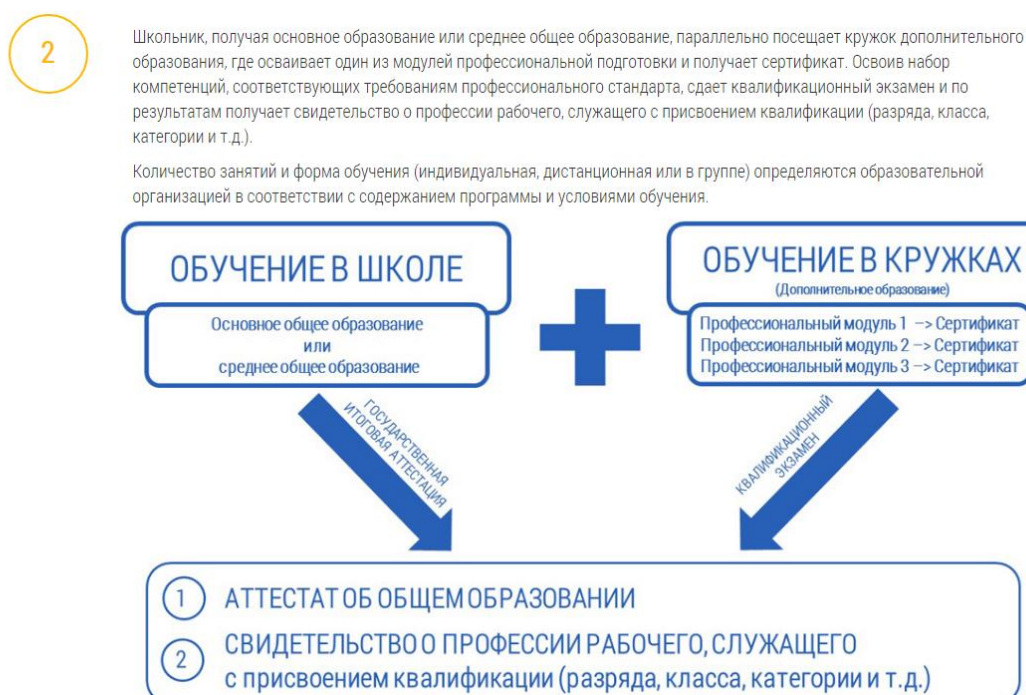 2
Школьник, получая основное образование или среднее общее образование, параллельно посещает кружок дополнительного
образования, где осваивает один из модулей профессиональной подготовки и получает сертификат. Освоив набор
компетенций, соответствующих требованиям профессионального стандарта, сдает квалификационный экзамен и по
результатам получает свидетельство о профессии рабочего, служащего с присвоением квалификации (разряда, класса,
категории и т.д.).
Количество занятий и форма обучения (индивидуальная, дистанционная или в группе) определяются образовательной
организацией в соответствии с содержанием программы и условиями обучения.
ОБУЧЕНИЕ В ШКОЛЕ
Основное общее образование
или
среднее общее образование
ОБУЧЕНИЕ В КРУЖКАХ
(Дополнительное образование)
Профессиональный модуль 1 –> Сертификат
Профессиональный модуль 2 –> Сертификат
Профессиональный модуль 3 –> Сертификат
ГОСУДАРСТВЕННАЯ
ИТОГОВАЯ АТТЕСТАЦИЯ
КВАЛИФИКАЦИОННЫЙ
ЭКЗАМЕН
1 АТТЕСТАТ ОБ ОБЩЕМ ОБРАЗОВАНИИ
2 СВИДЕТЕЛЬСТВО О ПРОФЕССИИ РАБОЧЕГО, СЛУЖАЩЕГО
с присвоением квалификации (разряда, класса, категории и т.д.)